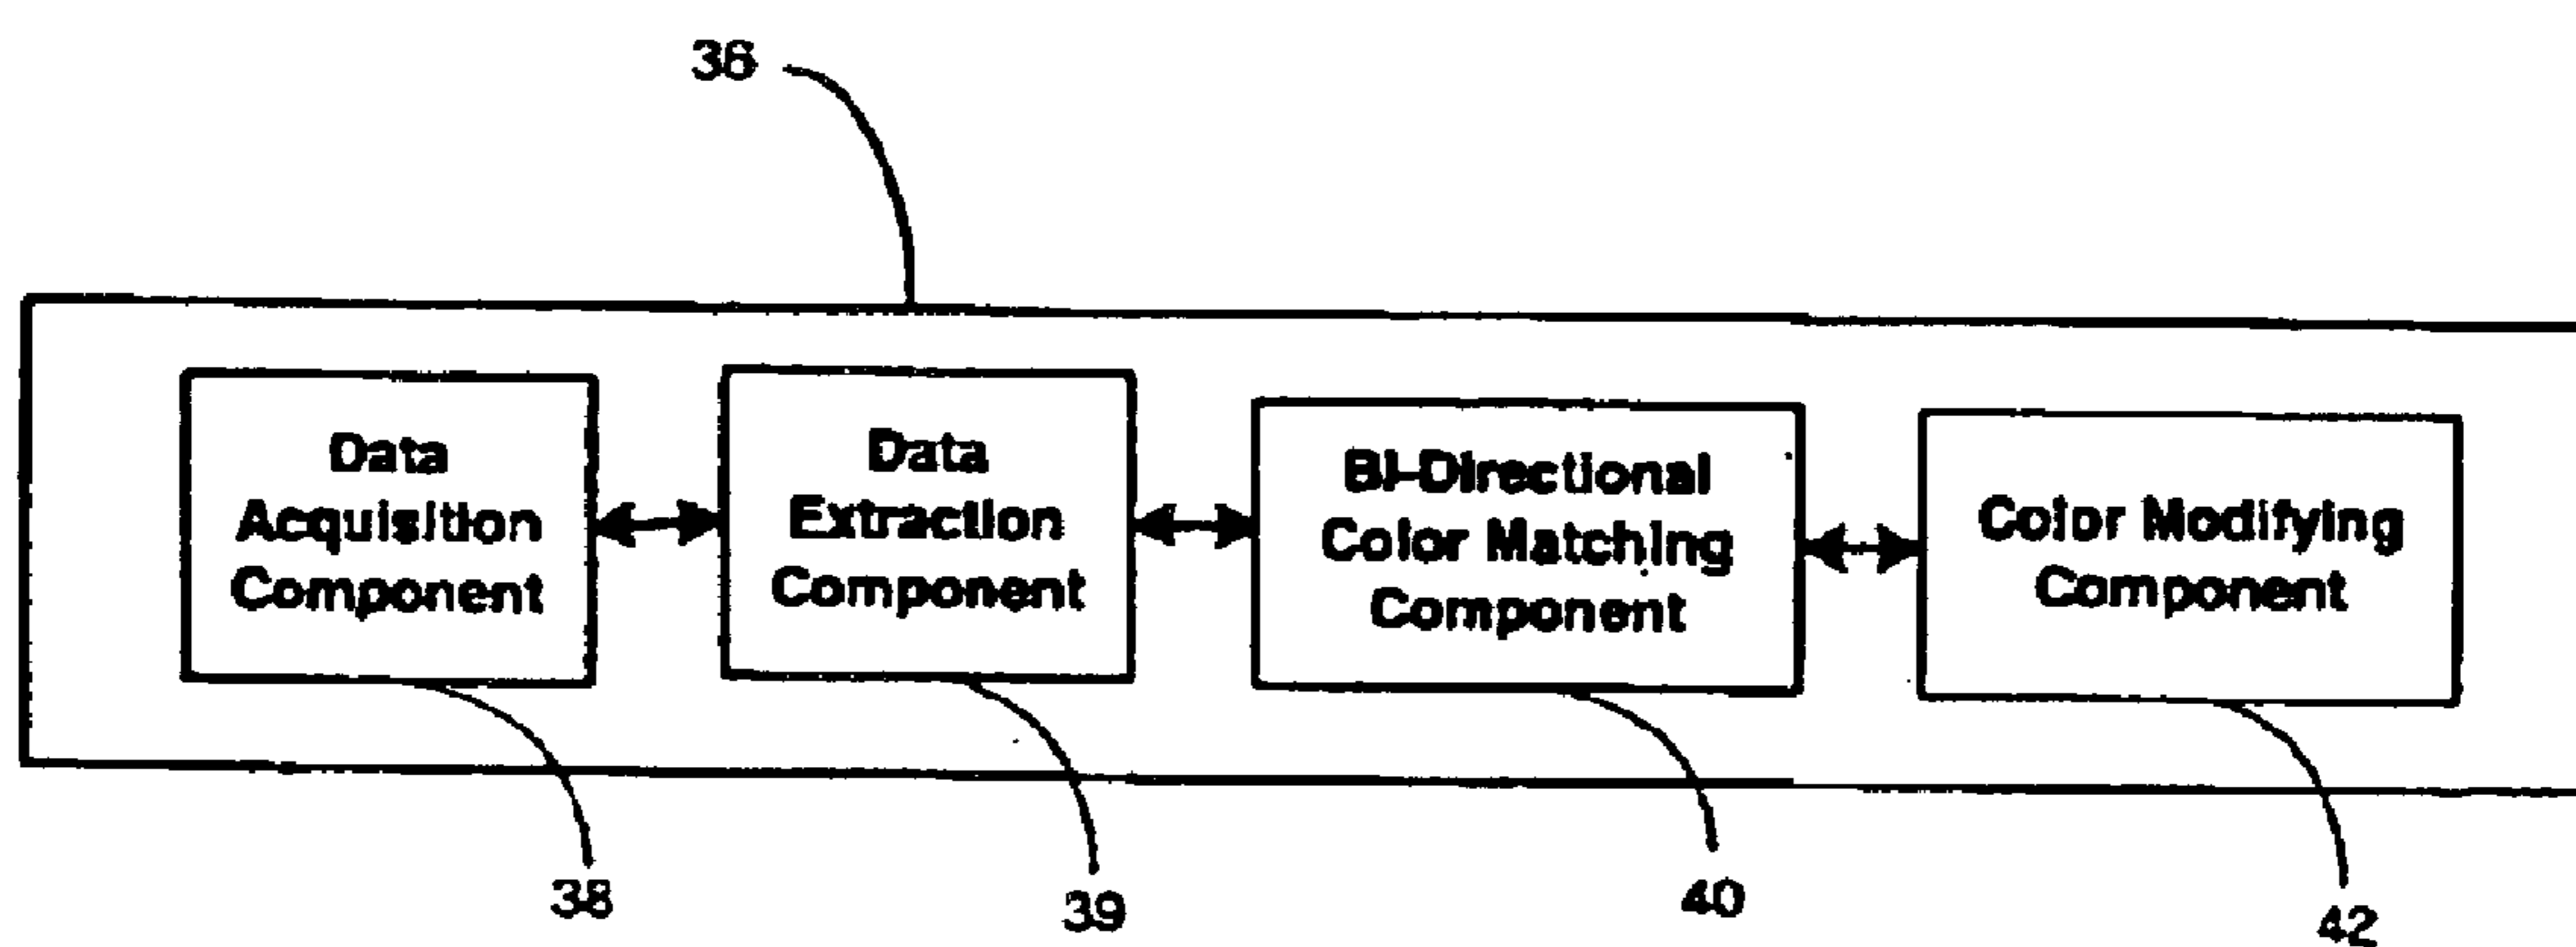 36
Data
Acquisition
Component
Data
Extraction
Component
Bi-Directional
Color Matching
Component
Color Modifying
Component
38
39
40
42